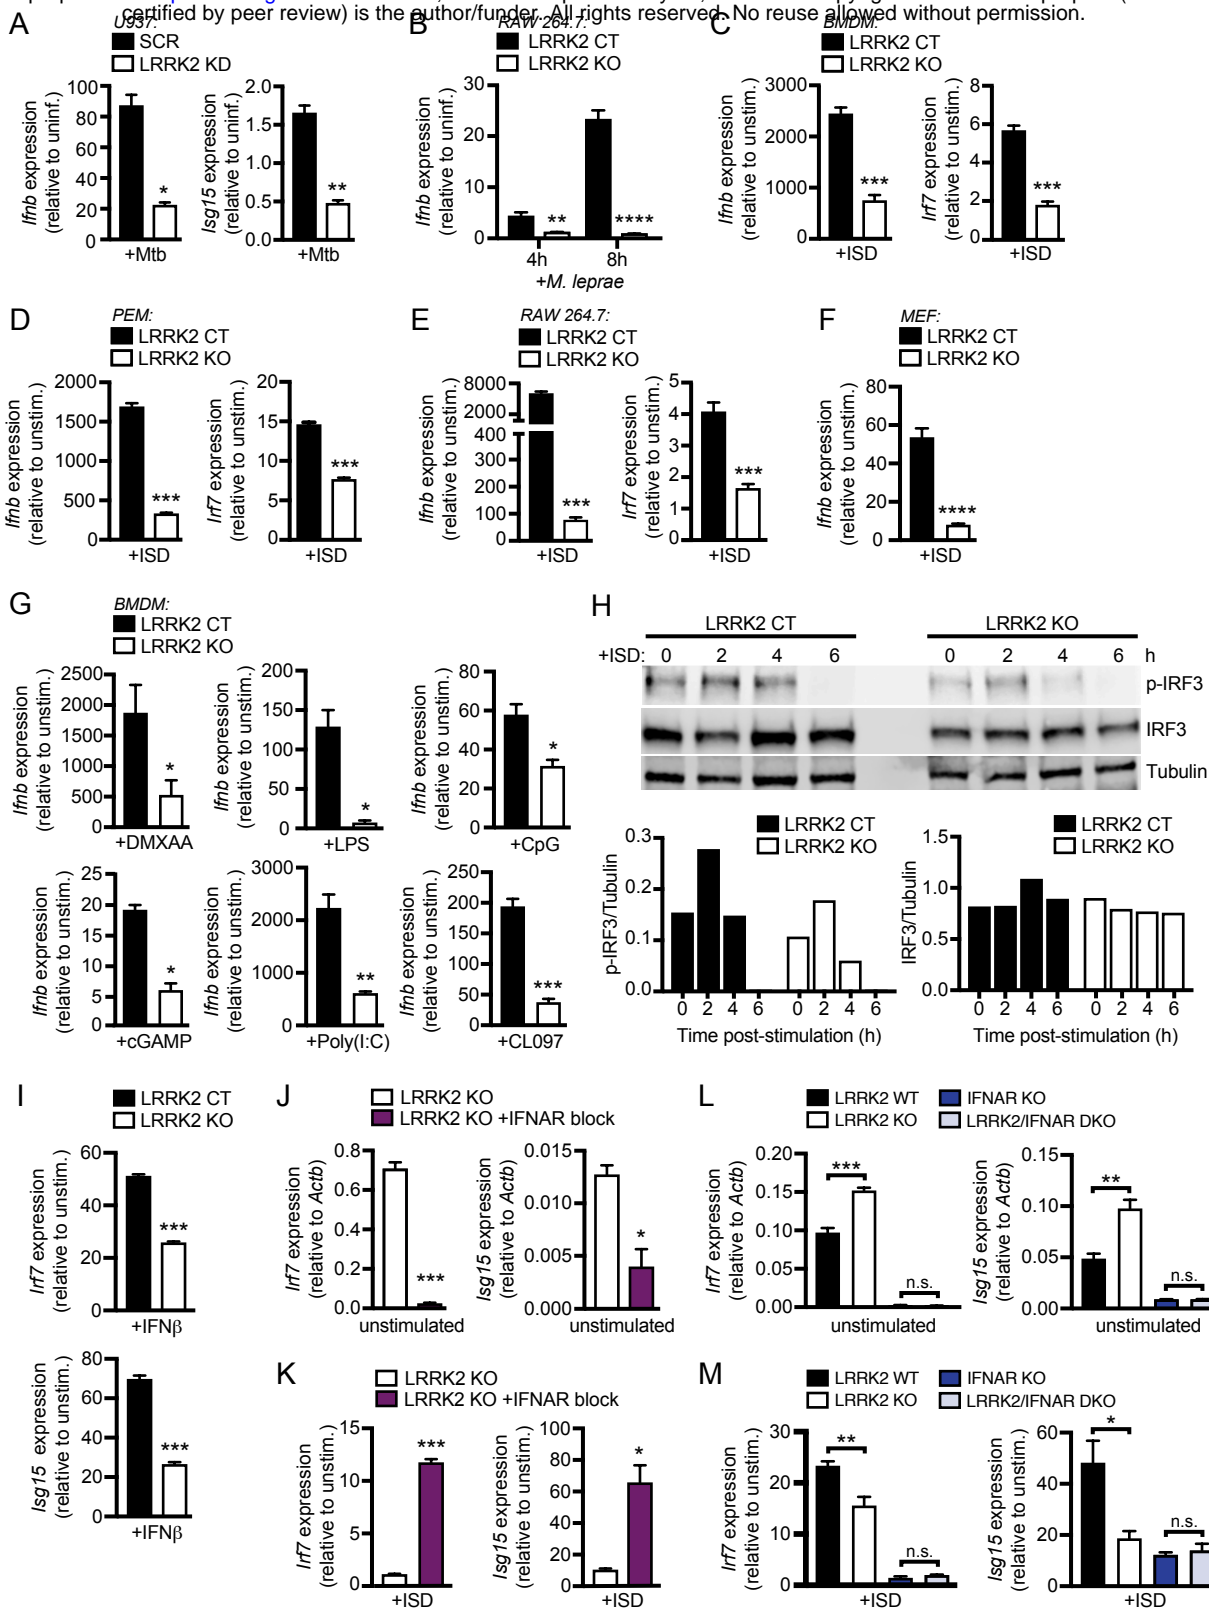 certified by peer review) is the author/funder. All rights reserved. No reuse allowed without permission.
A
U937:
SCR
LRRK2 KD
Ifnb expression
(relative to uninf.)
100
80
60
40
20
0
*
+Mtb
Isg15 expression
(relative to uninf.)
2.0
1.5
1.0
0.5
0.0
**
+Mtb
B
RAW 264.7:
LRRK2 CT
LRRK2 KO
Ifnb expression
(relative to uninf.)
30
20
10
0
**
****
4h
8h
+M. leprae
C
BMDM:
LRRK2 CT
LRRK2 KO
Ifnb expression
(relative to unstim.)
3000
2000
1000
0
***
+ISD
Irf7 expression
(relative to unstim.)
8
6
4
2
0
***
+ISD
D
PEM:
LRRK2 CT
LRRK2 KO
Ifnb expression
(relative to unstim.)
2000
1500
1000
500
0
***
+ISD
Irf7 expression
(relative to unstim.)
20
15
10
5
0
***
+ISD
E
RAW 264.7:
LRRK2 CT
LRRK2 KO
Ifnb expression
(relative to unstim.)
8000
2000
400
300
200
100
0
***
+ISD
Irf7 expression
(relative to unstim.)
5
4
3
2
1
0
***
+ISD
F
MEF:
LRRK2 CT
LRRK2 KO
Ifnb expression
(relative to unstim.)
80
60
40
20
0
****
+ISD
G
BMDM:
LRRK2 CT
LRRK2 KO
Ifnb expression
(relative to unstim.)
2500
2000
1500
1000
500
0
*
+DMXAA
Ifnb expression
(relative to unstim.)
200
150
100
50
0
*
+LPS
Ifnb expression
(relative to unstim.)
80
60
40
20
0
*
+CpG
Ifnb expression
(relative to unstim.)
25
20
15
10
5
0
*
+cGAMP
Ifnb expression
(relative to unstim.)
3000
2000
1000
0
**
+Poly(I:C)
Ifnb expression
(relative to unstim.)
250
200
150
100
50
0
***
+CL097
H
LRRK2 CT
LRRK2 KO
+ISD: 0 2 4 6 0 2 4 6 h
p-IRF3
IRF3
Tubulin
LRRK2 CT
LRRK2 KO
p-IRF3/Tubulin
0.3
0.2
0.1
0.0
0 2 4 6 0 2 4 6
Time post-stimulation (h)
LRRK2 CT
LRRK2 KO
IRF3/Tubulin
1.5
1.0
0.5
0.0
0 2 4 6 0 2 4 6
Time post-stimulation (h)
I
LRRK2 CT
LRRK2 KO
Irf7 expression
(relative to unstim.)
60
40
20
0
***
+IFNβ
Isg15 expression
(relative to unstim.)
80
60
40
20
0
***
+IFNβ
J
LRRK2 KO
LRRK2 KO +IFNAR block
Irf7 expression
(relative to Actb)
0.8
0.6
0.4
0.2
0.0
***
unstimulated
Isg15 expression
(relative to Actb)
0.015
0.010
0.005
0.000
*
unstimulated
K
LRRK2 KO
LRRK2 KO +IFNAR block
Irf7 expression
(relative to unstim.)
15
10
5
0
***
+ISD
Isg15 expression
(relative to unstim.)
100
80
60
40
20
0
*
+ISD
L
LRRK2 WT
LRRK2 KO
IFNAR KO
LRRK2/IFNAR DKO
Irf7 expression
(relative to Actb)
0.20
0.15
0.10
0.05
0.00
***
n.s.
unstimulated
Isg15 expression
(relative to Actb)
0.15
0.10
0.05
0.00
**
n.s.
unstimulated
M
LRRK2 WT
LRRK2 KO
IFNAR KO
LRRK2/IFNAR DKO
Irf7 expression
(relative to unstim.)
30
20
10
0
**
n.s.
+ISD
Isg15 expression
(relative to unstim.)
60
40
20
0
*
n.s.
+ISD